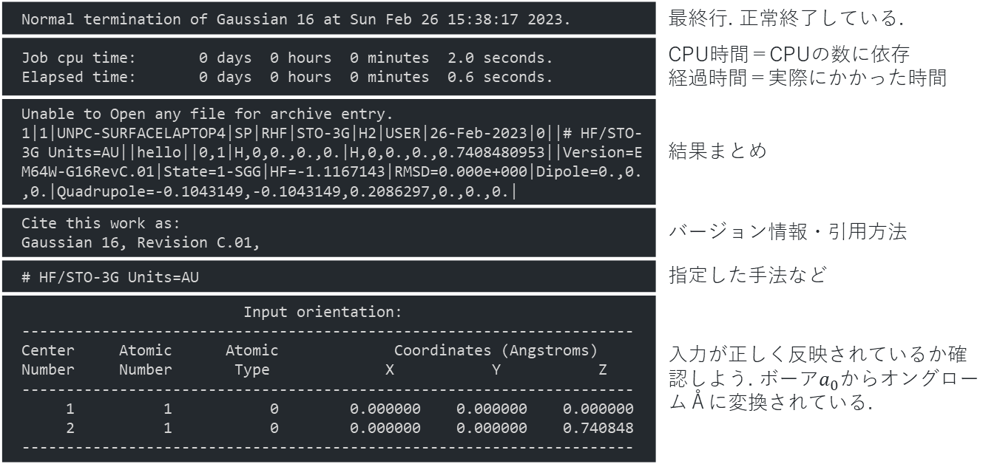 Normal termination of Gaussian 16 at Sun Feb 26 15:38:17 2023.
最終行. 正常終了している.
Job cpu time:       0 days  0 hours  0 minutes  2.0 seconds.
Elapsed time:       0 days  0 hours  0 minutes  0.6 seconds.
CPU時間＝CPUの数に依存
経過時間＝実際にかかった時間
Unable to Open any file for archive entry.
1|1|UNPC-SURFACELAPTOP4|SP|RHF|STO-3G|H2|USER|26-Feb-2023|0||# HF/STO-
3G Units=AU||hello||0,1|H,0,0.,0.,0.|H,0,0.,0.,0.7408480953||Version=E
M64W-G16RevC.01|State=1-SGG|HF=-1.1167143|RMSD=0.000e+000|Dipole=0.,0.
,0.|Quadrupole=-0.1043149,-0.1043149,0.2086297,0.,0.,0.|
結果まとめ
Cite this work as:
Gaussian 16, Revision C.01,
バージョン情報・引用方法
# HF/STO-3G Units=AU
指定した手法など
Input orientation:
---------------------------------------------------------------------
Center     Atomic      Atomic             Coordinates (Angstroms)
Number     Number       Type             X           Y           Z
---------------------------------------------------------------------
1          1           0        0.000000    0.000000    0.000000
2          1           0        0.000000    0.000000    0.740848
---------------------------------------------------------------------
入力が正しく反映されているか確
認しよう. ボーアa₀からオングロー
ムÅに変換されている.